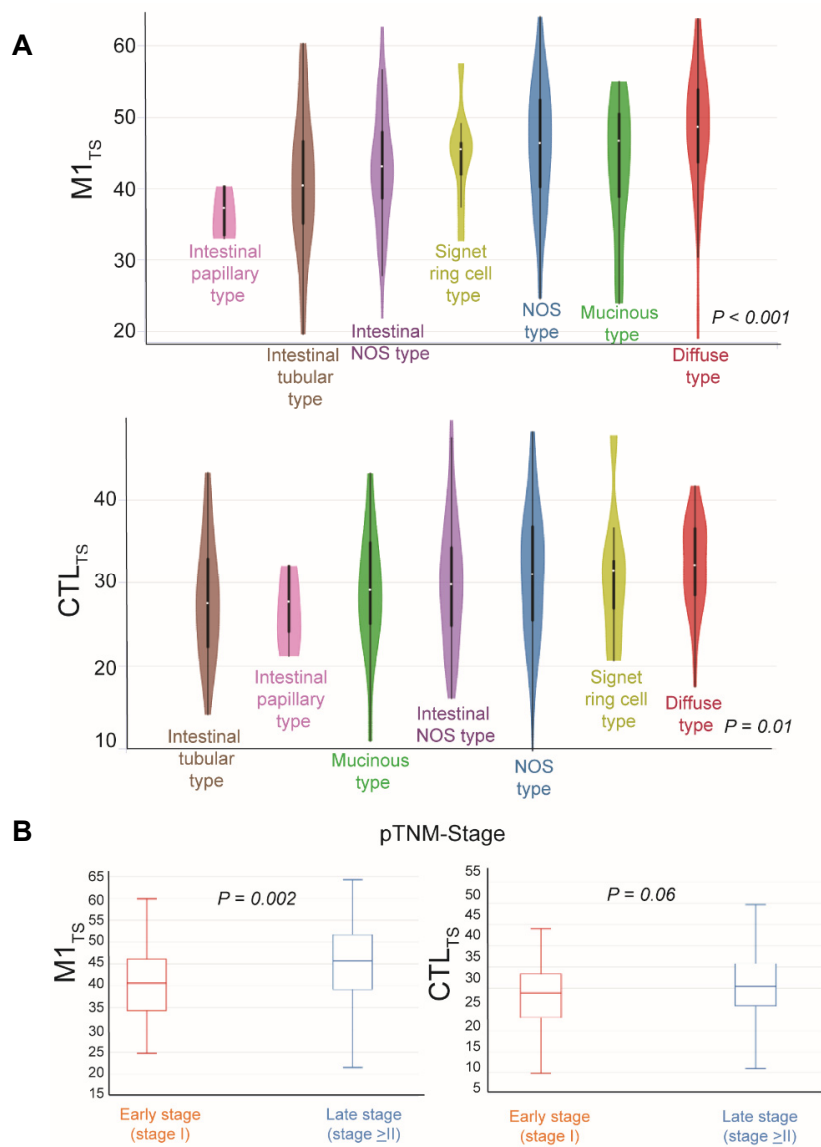 A
M1TS
60
50
40
30
20
Intestinal
papillary
type
Intestinal
tubular
type
Intestinal
NOS type
Signet
ring cell
type
NOS
type
Mucinous
type
Diffuse
type
P < 0.001
CTLTS
40
30
20
10
Intestinal
tubular
type
Intestinal
papillary
type
Mucinous
type
Intestinal
NOS type
NOS
type
Signet
ring cell
type
Diffuse
type
P = 0.01
B
pTNM-Stage
M1TS
65
60
55
50
45
40
35
30
25
20
15
P = 0.002
Early stage
(stage I)
Late stage
(stage ≥II)
CTLTS
55
50
45
40
35
30
25
20
15
10
5
P = 0.06
Early stage
(stage I)
Late stage
(stage ≥II)